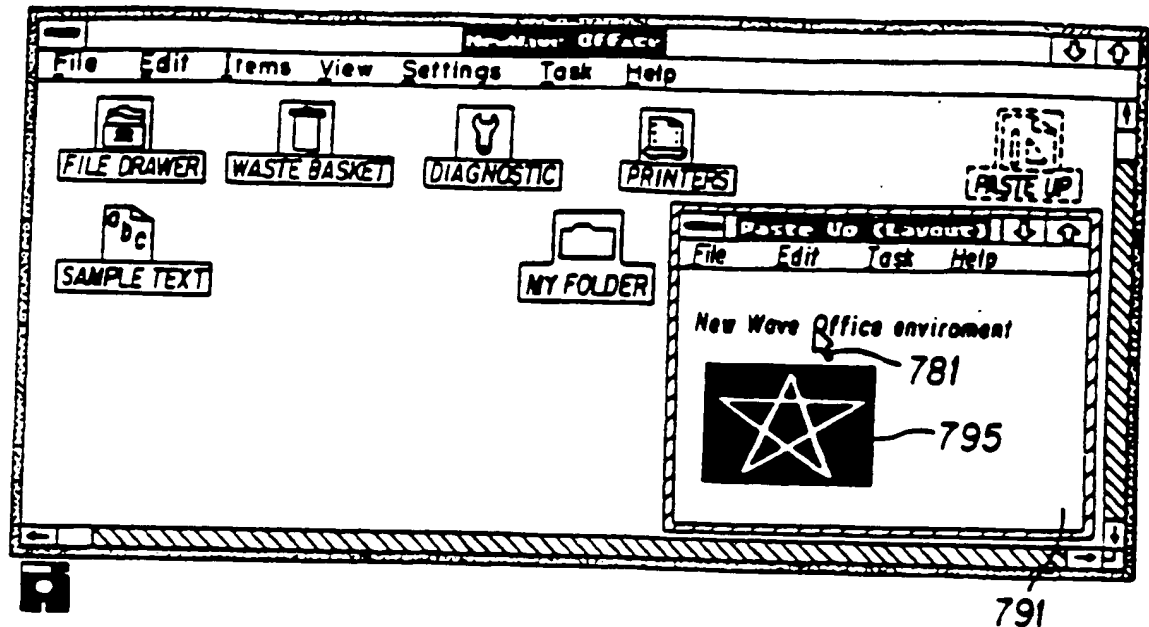 NewWave Office
File Edit Items View Settings Task Help
FILE DRAWER WASTE BASKET DIAGNOSTIC PRINTERS PASTE UP
abc
SAMPLE TEXT MY FOLDER
Paste Up (Layout)
File Edit Task Help
New Wave Office enviroment
781
795
791